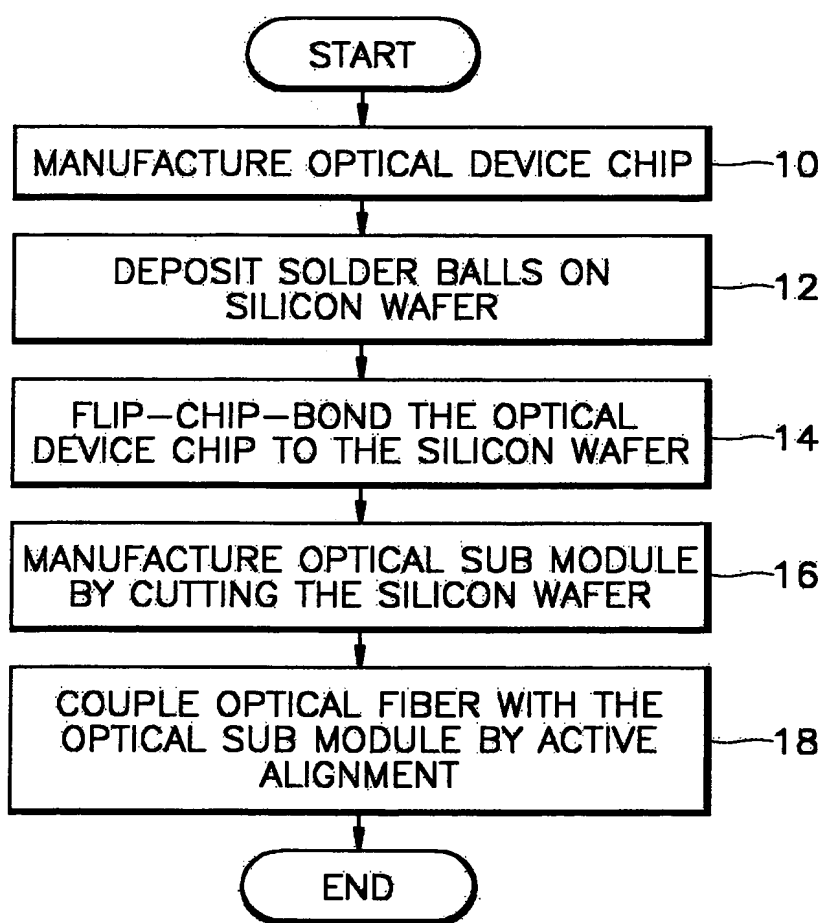 START
MANUFACTURE OPTICAL DEVICE CHIP
10
DEPOSIT SOLDER BALLS ON
SILICON WAFER
12
FLIP-CHIP-BOND THE OPTICAL
DEVICE CHIP TO THE SILICON WAFER
14
MANUFACTURE OPTICAL SUB MODULE
BY CUTTING THE SILICON WAFER
16
COUPLE OPTICAL FIBER WITH THE
OPTICAL SUB MODULE BY ACTIVE
ALIGNMENT
18
END